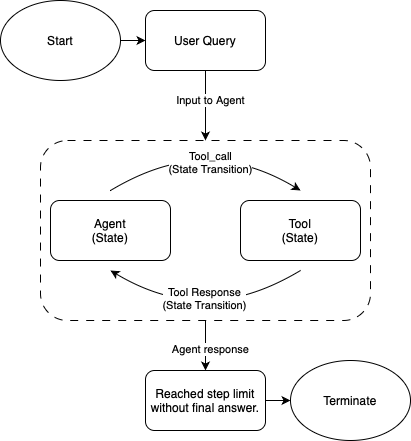 Start
User Query
Input to Agent
Tool_call
(State Transition)
Agent
(State)
Tool
(State)
Tool Response
(State Transition)
Agent response
Reached step limit
without final answer.
Terminate